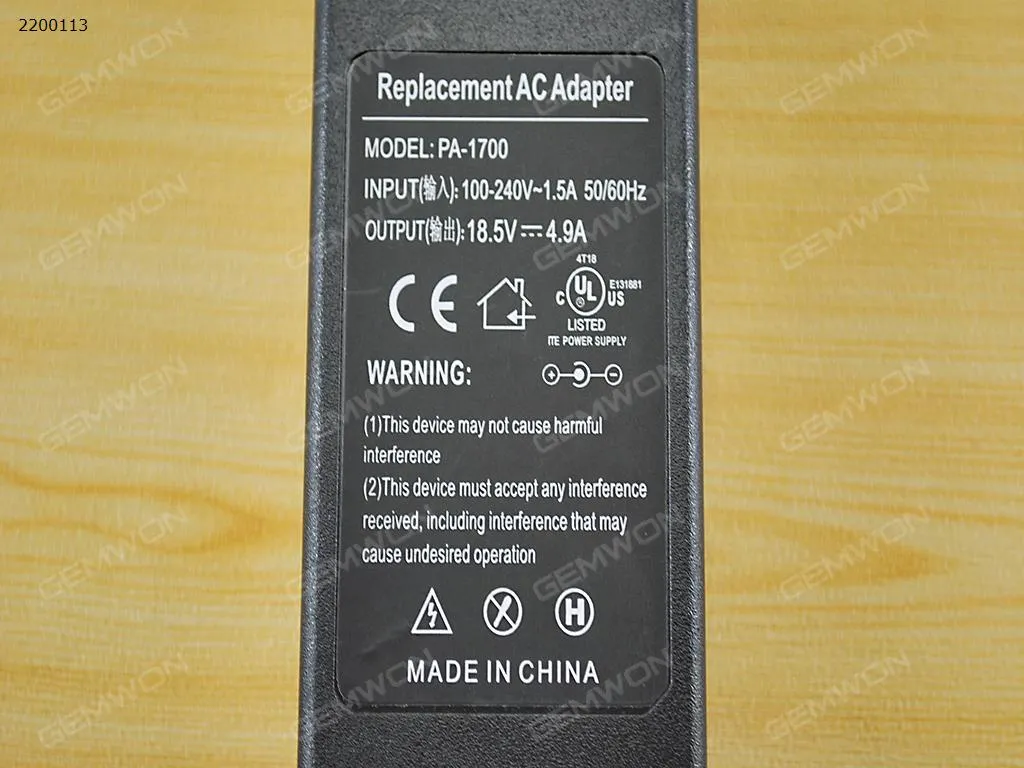 2200113
Replacement AC Adapter
MODEL: PA-1700
INPUT(输入): 100-240V~1.5A 50/60Hz
OUTPUT(输出): 18.5V⎓4.9A
4T18
CE
C UL US E131881
LISTED
ITE POWER SUPPLY
WARNING:
(1)This device may not cause harmful
interference
(2)This device must accept any interference
received, including interference that may
cause undesired operation
H
MADE IN CHINA
GEMWON